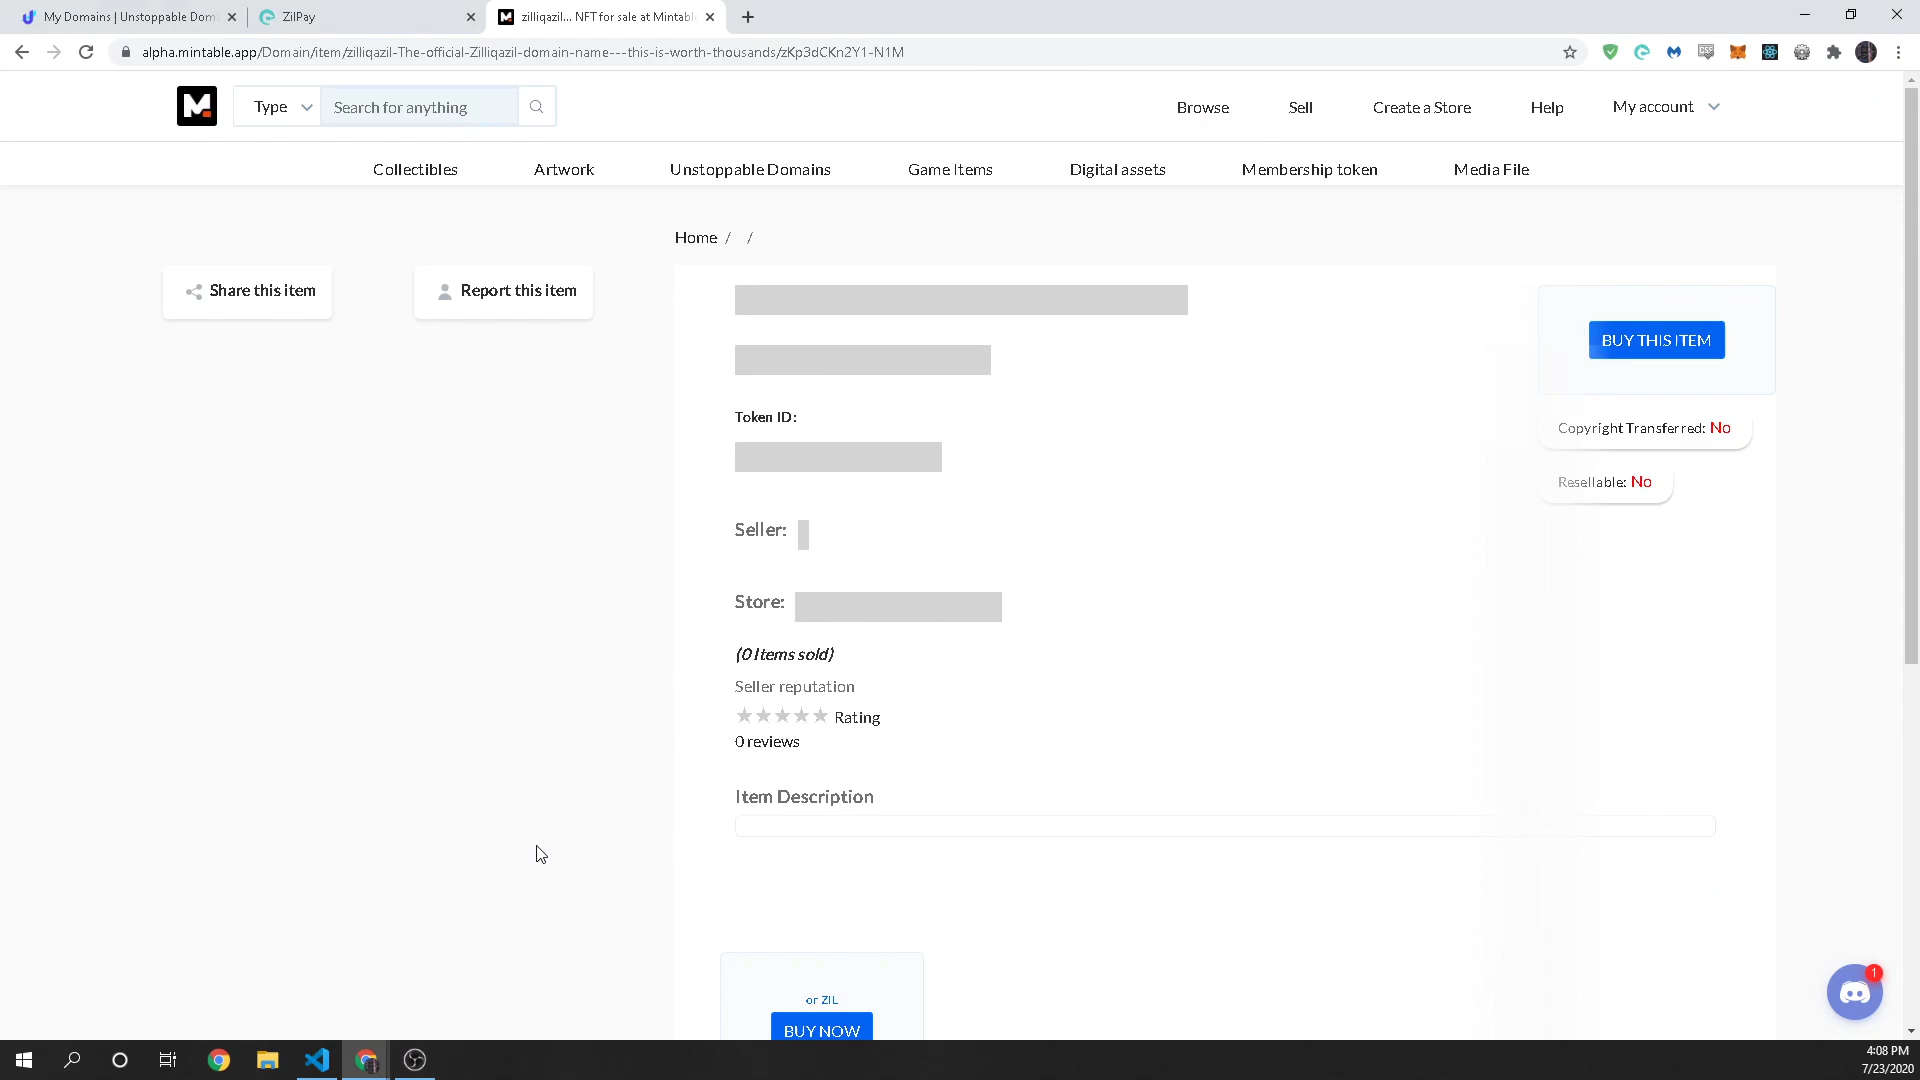 My Domains | Unstoppable Dom
ZilPay
zilliqazil... NFT for sale at Mintabl
alpha.mintable.app/Domain/item/zilliqazil-The-official-Zilliqazil-domain-name---this-is-worth-thousands/zKp3dCKn2Y1-N1M
Type
Search for anything
Browse
Sell
Create a Store
Help
My account
Collectibles
Artwork
Unstoppable Domains
Game Items
Digital assets
Membership token
Media File
Home / /
Share this item
Report this item
BUY THIS ITEM
Token ID:
Copyright Transferred: No
Resellable: No
Seller:
Store:
(0 Items sold)
Seller reputation
★★★★★ Rating
0 reviews
Item Description
1
or ZIL
BUY NOW
4:08 PM
7/23/2020